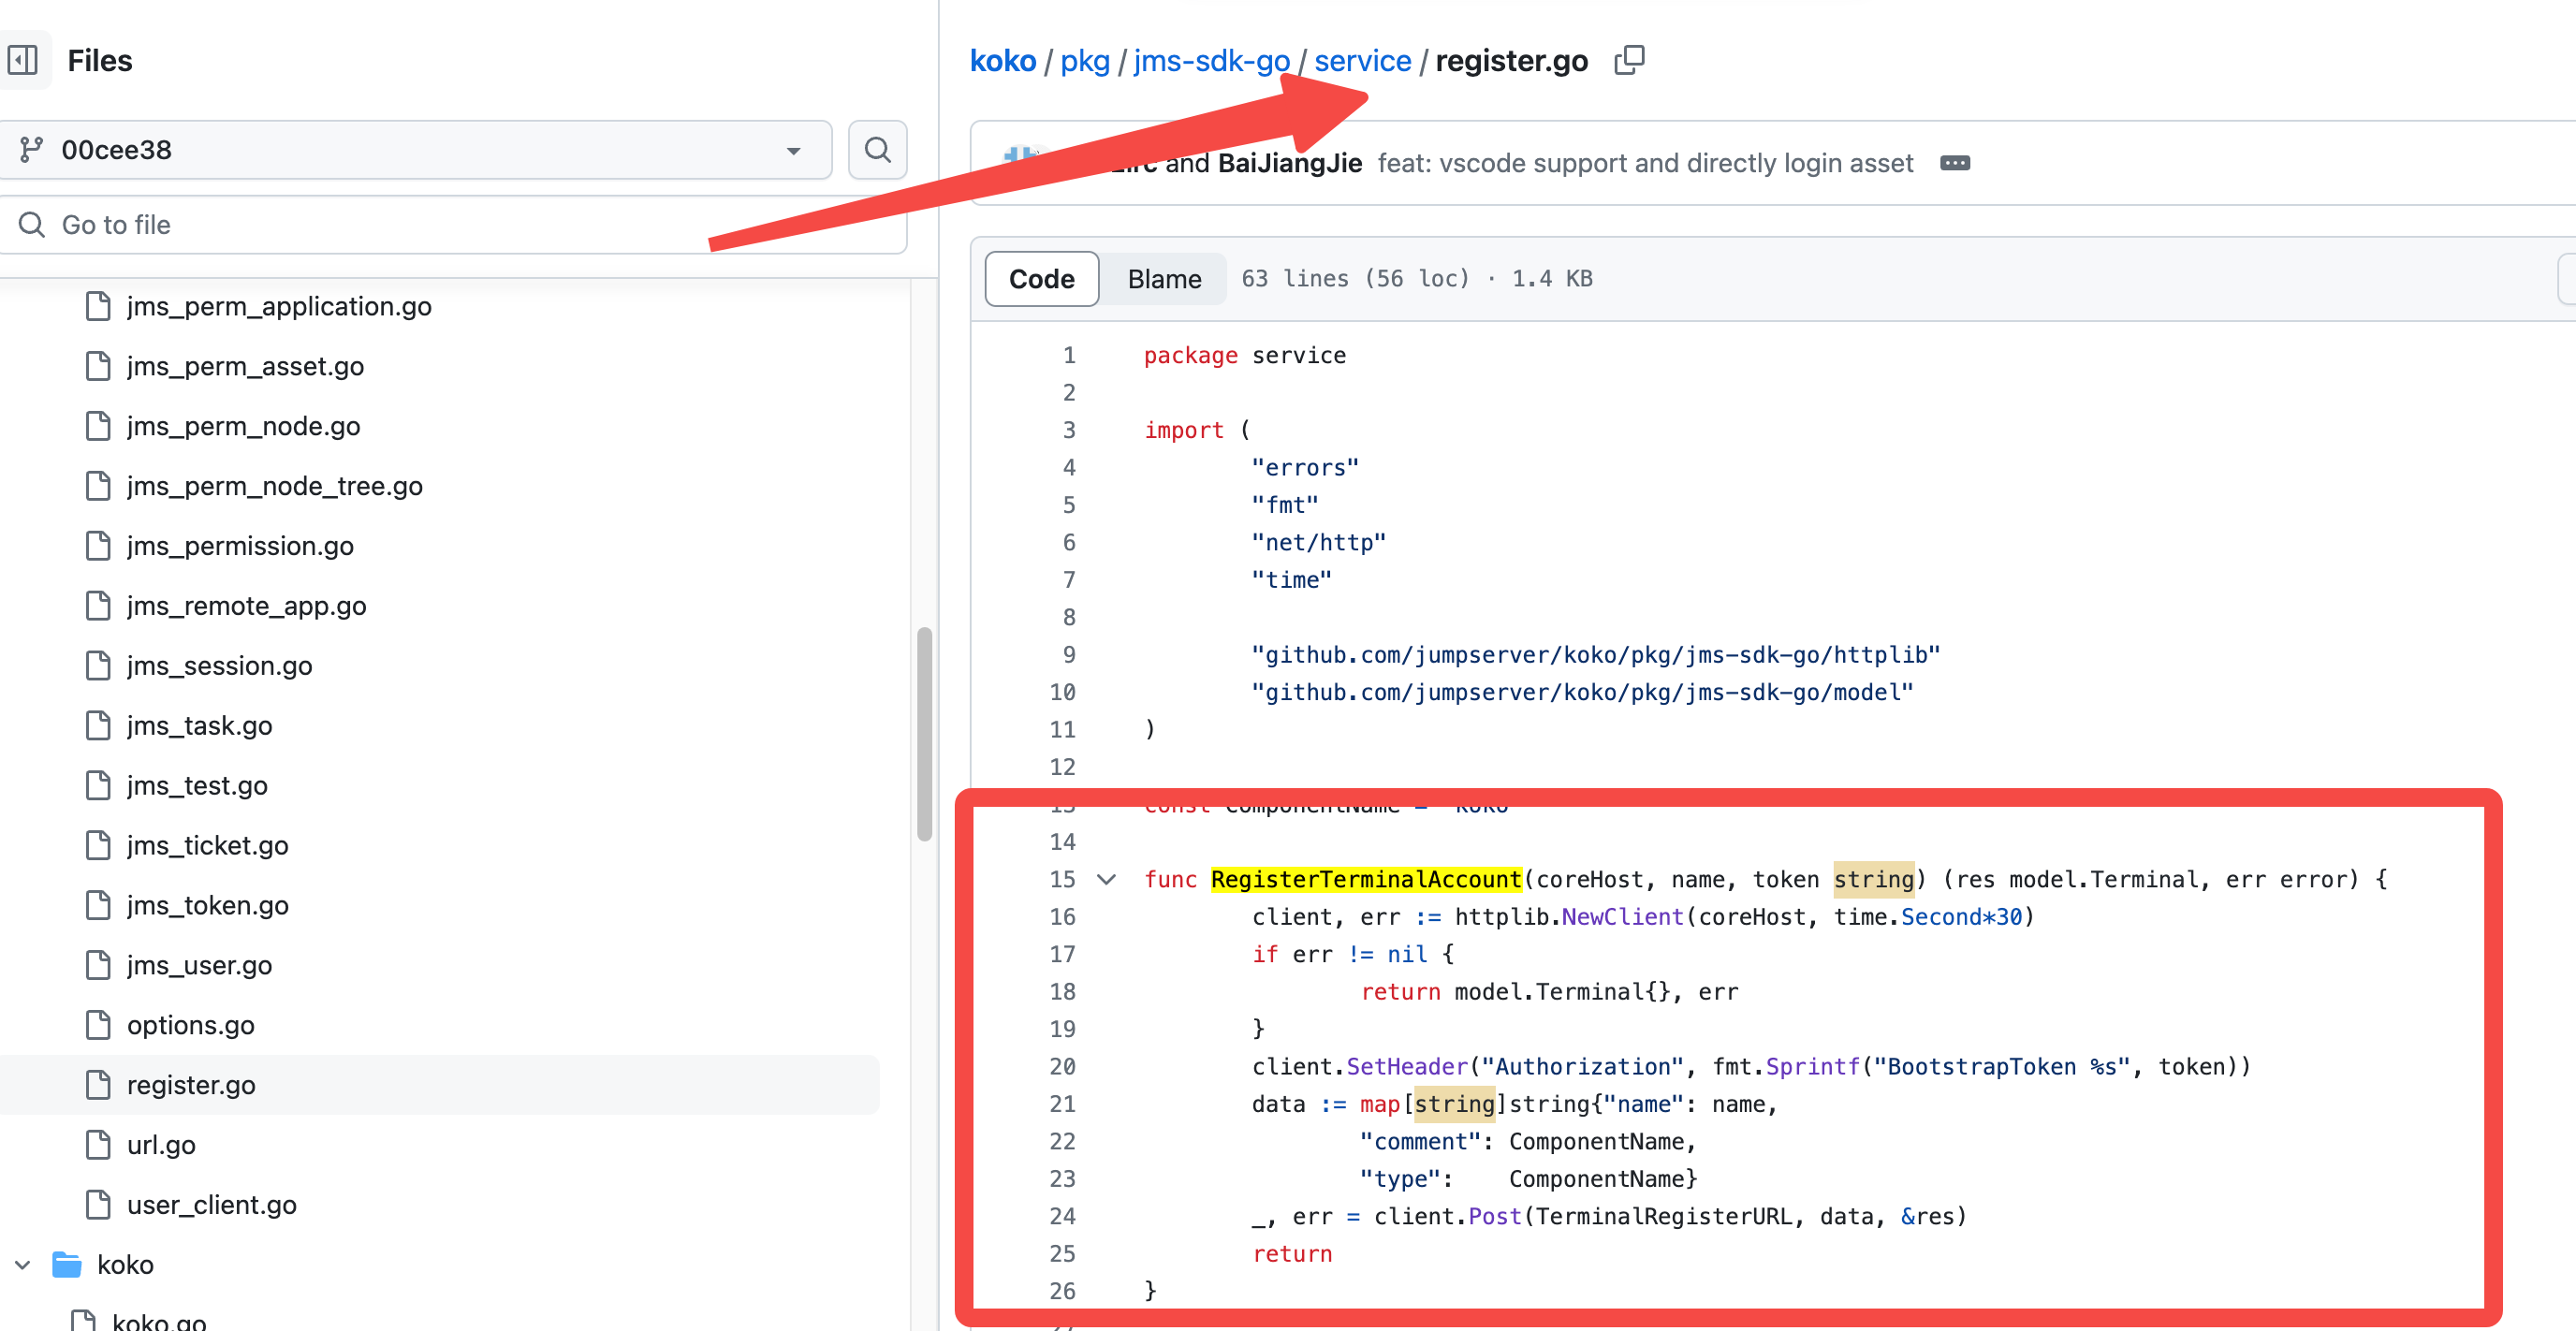 Files
00cee38
Go to file
jms_perm_application.go
jms_perm_asset.go
jms_perm_node.go
jms_perm_node_tree.go
jms_permission.go
jms_remote_app.go
jms_session.go
jms_task.go
jms_test.go
jms_ticket.go
jms_token.go
jms_user.go
options.go
register.go
url.go
user_client.go
koko
koko.go
koko / pkg / jms-sdk-go / service / register.go
and BaiJiangJie feat: vscode support and directly login asset
Code Blame 63 lines (56 loc) · 1.4 KB
1 package service
2
3 import (
4 "errors"
5 "fmt"
6 "net/http"
7 "time"
8
9 "github.com/jumpserver/koko/pkg/jms-sdk-go/httplib"
10 "github.com/jumpserver/koko/pkg/jms-sdk-go/model"
11 )
12
13 const ComponentName = "koko"
14
15 func RegisterTerminalAccount(coreHost, name, token string) (res model.Terminal, err error) {
16 client, err := httplib.NewClient(coreHost, time.Second*30)
17 if err != nil {
18 return model.Terminal{}, err
19 }
20 client.SetHeader("Authorization", fmt.Sprintf("BootstrapToken %s", token))
21 data := map[string]string{"name": name,
22 "comment": ComponentName,
23 "type": ComponentName}
24 _, err = client.Post(TerminalRegisterURL, data, &res)
25 return
26 }